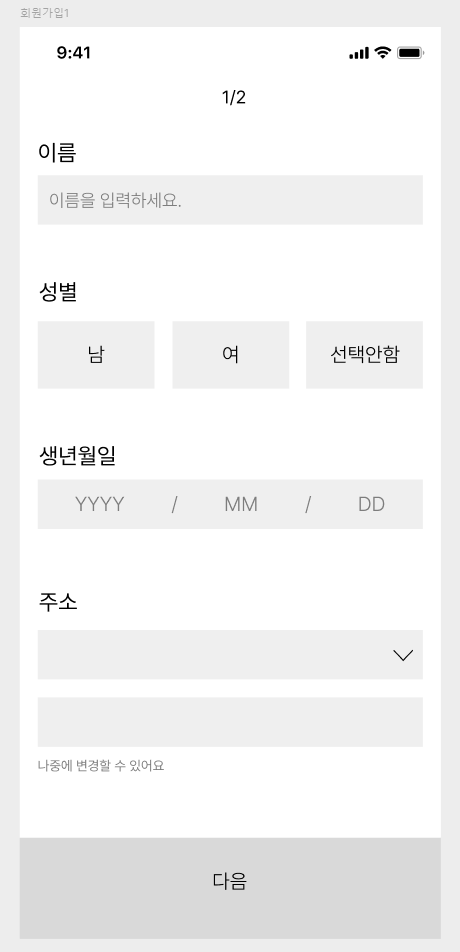 회원가입1
9:41
1/2
이름
이름을 입력하세요.
성별
남 여 선택안함
생년월일
YYYY / MM / DD
주소
나중에 변경할 수 있어요
다음